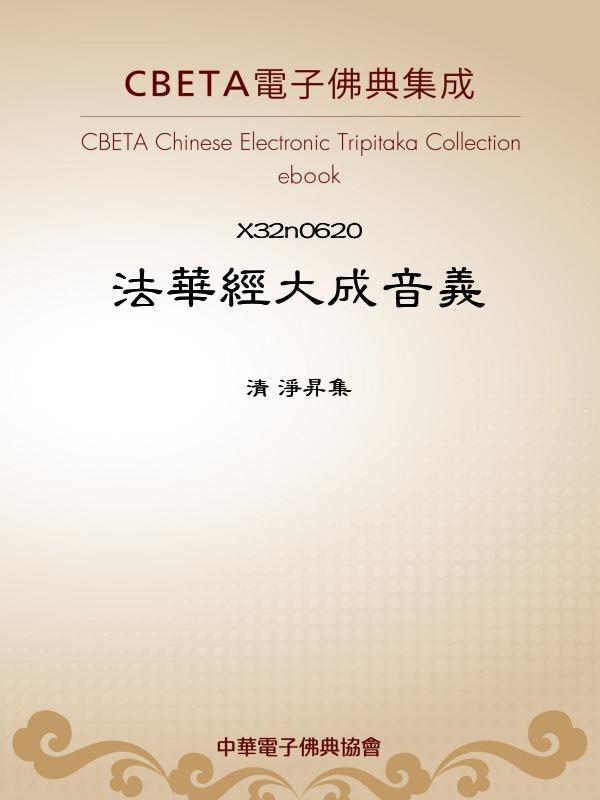 CBETA電子佛典集成
CBETA Chinese Electronic Tripitaka Collection
ebook
X32n0620
法華經大成音義
清 淨昇集
中華電子佛典協會